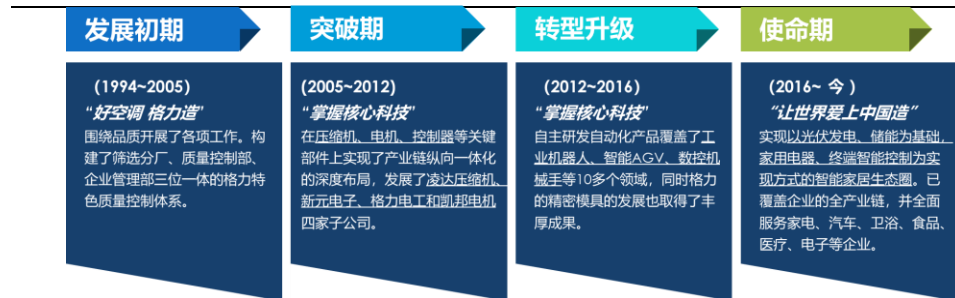 发展初期
(1994~2005)
“好空调 格力造”
围绕品质开展了各项工作。构
建了筛选分厂、质量控制部、
企业管理部三位一体的格力特
色质量控制体系。
突破期
(2005~2012)
“掌握核心科技”
在压缩机、电机、控制器等关键
部件上实现了产业链纵向一体化
的深度布局，发展了凌达压缩机、
新元电子、格力电工和凯邦电机
四家子公司。
转型升级
(2012~2016)
“掌握核心科技”
自主研发自动化产品覆盖了工
业机器人、智能AGV、数控机
械手等10多个领域，同时格力
的精密模具的发展也取得了丰
厚成果。
使命期
(2016~ 今 )
“让世界爱上中国造”
实现以光伏发电、储能为基础，
家用电器、终端智能控制为实
现方式的智能家居生态圈。已
覆盖企业的全产业链，并全面
服务家电、汽车、卫浴、食品、
医疗、电子等企业。